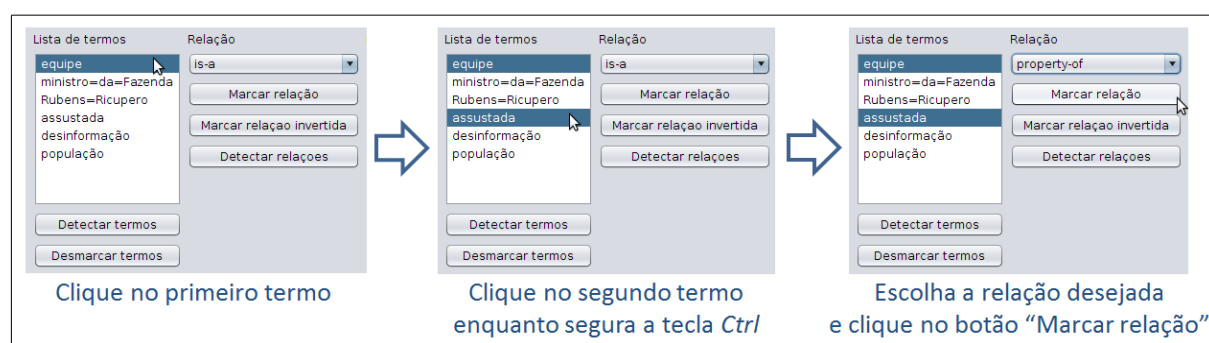 Lista de termos
Relação
equipe
is-a
ministro=da=Fazenda
Rubens=Ricupero
Marcar relação
assustada
desinformação
Marcar relaçao invertida
população
Detectar relaçoes
Detectar termos
Desmarcar termos
Clique no primeiro termo
Lista de termos
Relação
equipe
is-a
ministro=da=Fazenda
Rubens=Ricupero
Marcar relação
assustada
desinformação
Marcar relaçao invertida
população
Detectar relaçoes
Detectar termos
Desmarcar termos
Clique no segundo termo
enquanto segura a tecla Ctrl
Lista de termos
Relação
equipe
property-of
ministro=da=Fazenda
Rubens=Ricupero
Marcar relação
assustada
desinformação
Marcar relaçao invertida
população
Detectar relaçoes
Detectar termos
Desmarcar termos
Escolha a relação desejada
e clique no botão “Marcar relação”